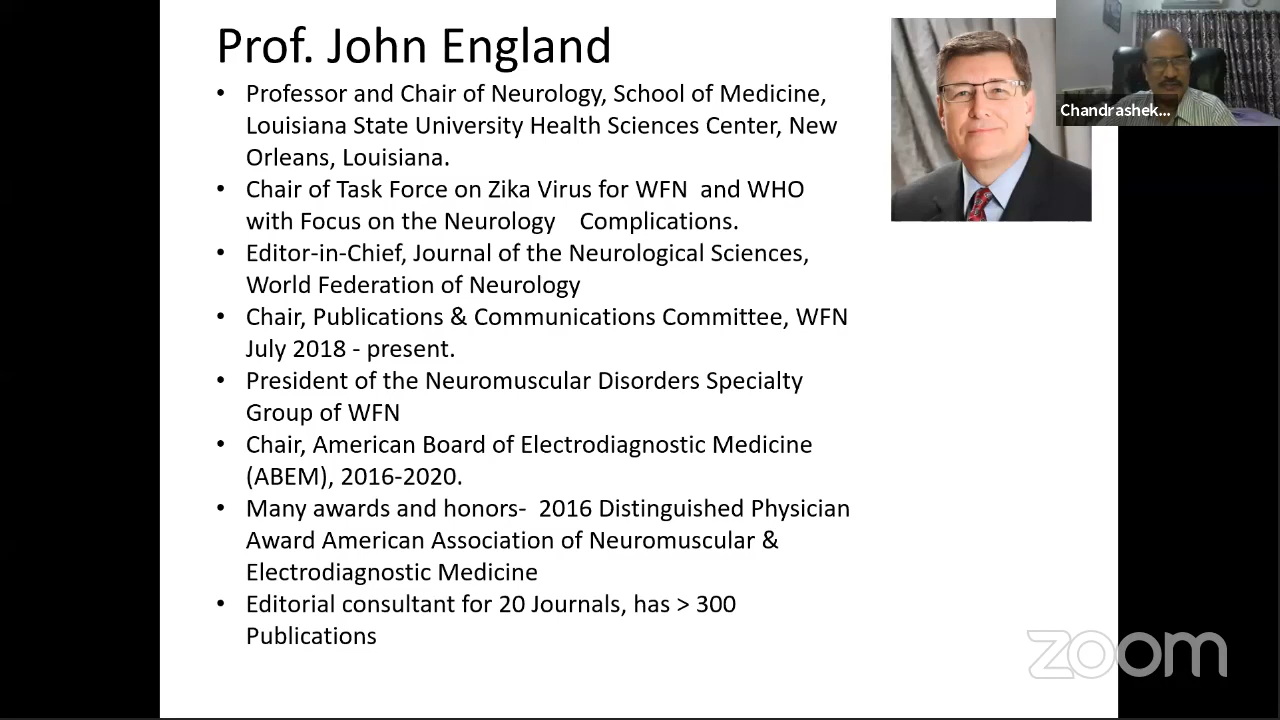 Prof. John England
• Professor and Chair of Neurology, School of Medicine,
Louisiana State University Health Sciences Center, New
Orleans, Louisiana.
• Chair of Task Force on Zika Virus for WFN  and WHO
with Focus on the Neurology    Complications.
• Editor-in-Chief, Journal of the Neurological Sciences,
World Federation of Neurology
• Chair, Publications & Communications Committee, WFN
July 2018 - present.
• President of the Neuromuscular Disorders Specialty
Group of WFN
• Chair, American Board of Electrodiagnostic Medicine
(ABEM), 2016-2020.
• Many awards and honors-  2016 Distinguished Physician
Award American Association of Neuromuscular &
Electrodiagnostic Medicine
• Editorial consultant for 20 Journals, has > 300
Publications
Chandrashek...
zoom